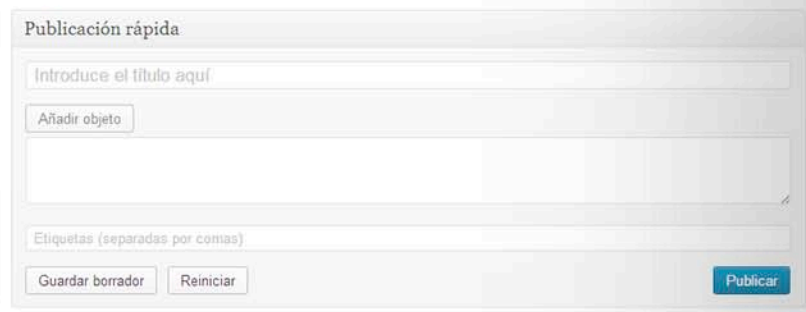 Publicación rápida
Introduce el título aquí
Añadir objeto
Etiquetas (separadas por comas)
Guardar borrador Reiniciar Publicar